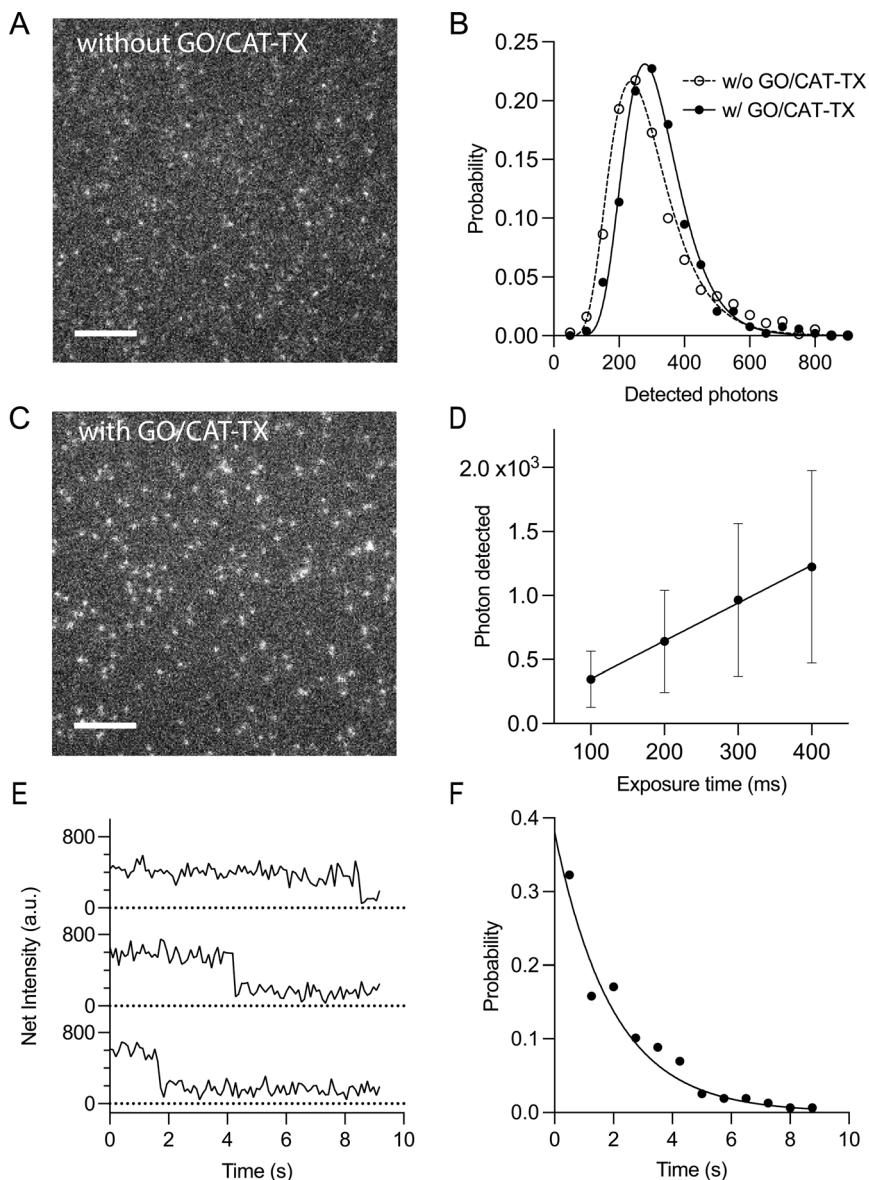 A
without GO/CAT-TX
B
0.25
0.20
0.15
0.10
0.05
0.00
Probability
w/o GO/CAT-TX
w/ GO/CAT-TX
200 400 600 800
Detected photons
C
with GO/CAT-TX
D
2.0 x10³
1.5
1.0
0.5
0.0
Photon detected
100 200 300 400
Exposure time (ms)
E
800
0
800
0
800
0
Net Intensity (a.u.)
0 2 4 6 8 10
Time (s)
F
0.4
0.3
0.2
0.1
0.0
Probability
0 2 4 6 8 10
Time (s)